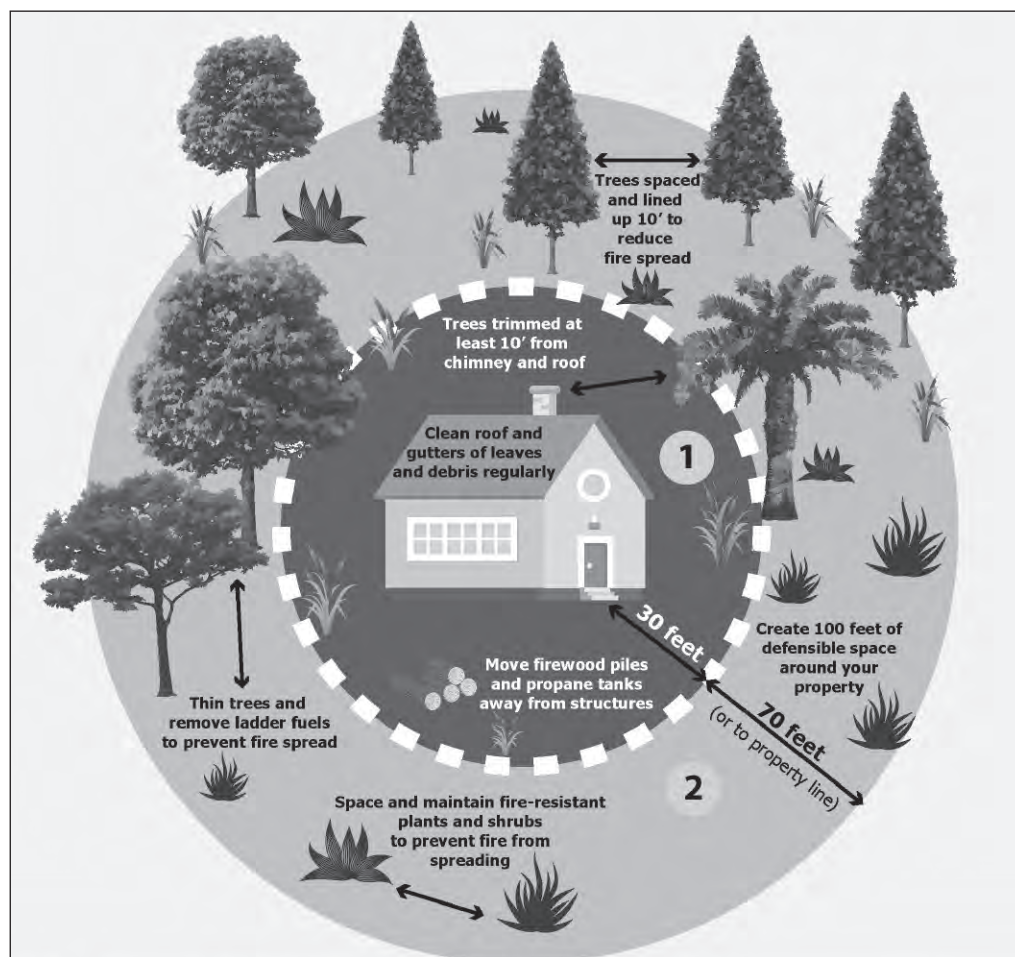 Trees spaced
and lined
up 10' to
reduce
fire spread
Trees trimmed at
least 10' from
chimney and roof
Clean roof and
gutters of leaves
and debris regularly
1
30 feet
Create 100 feet of
defensible space
around your
property
Move firewood piles
and propane tanks
away from structures
Thin trees and
remove ladder fuels
to prevent fire spread
70 feet
(or to property line)
2
Space and maintain fire-resistant
plants and shrubs
to prevent fire from
spreading